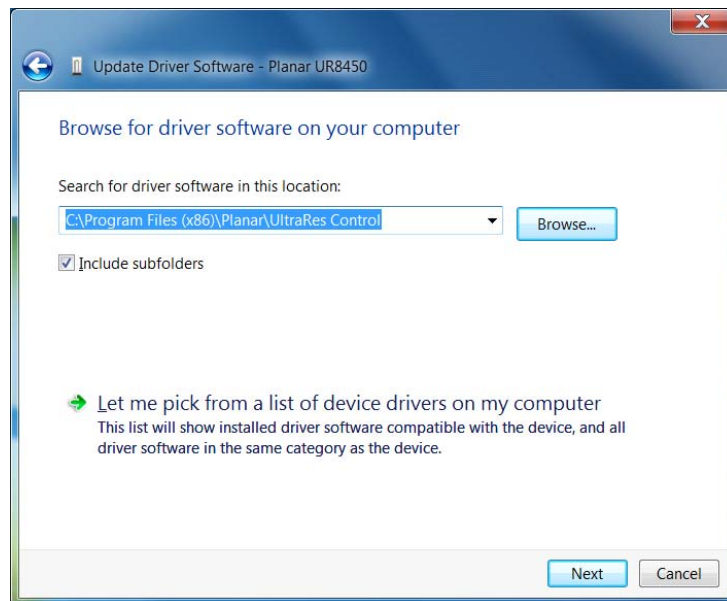 Update Driver Software - Planar UR8450
Browse for driver software on your computer
Search for driver software in this location:
C:\Program Files (x86)\Planar\UltraRes Control
Browse...
Include subfolders
Let me pick from a list of device drivers on my computer
This list will show installed driver software compatible with the device, and all
driver software in the same category as the device.
Next
Cancel